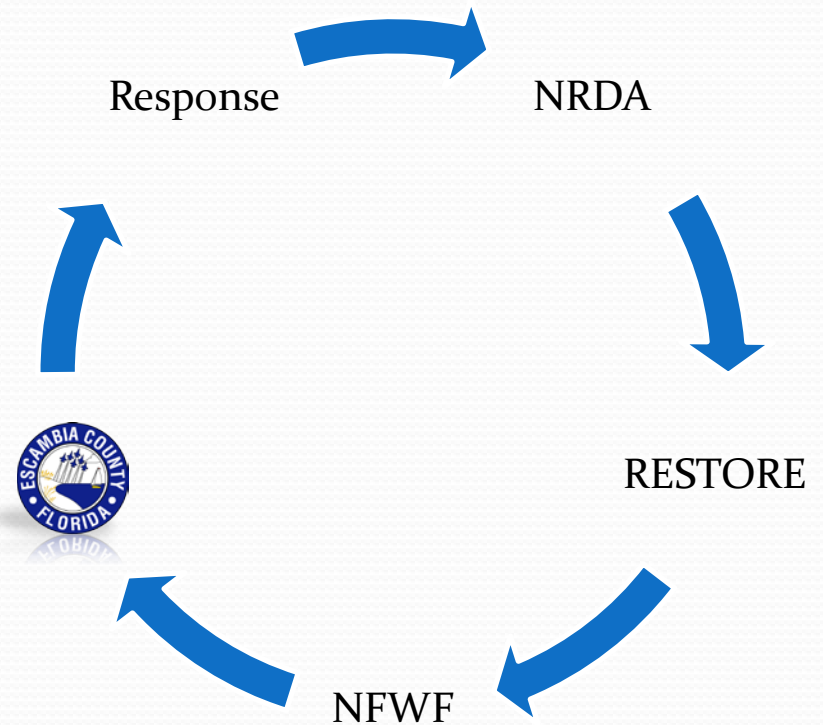 Response
NRDA
RESTORE
NFWF
ESCAMBIA COUNTY
FLORIDA